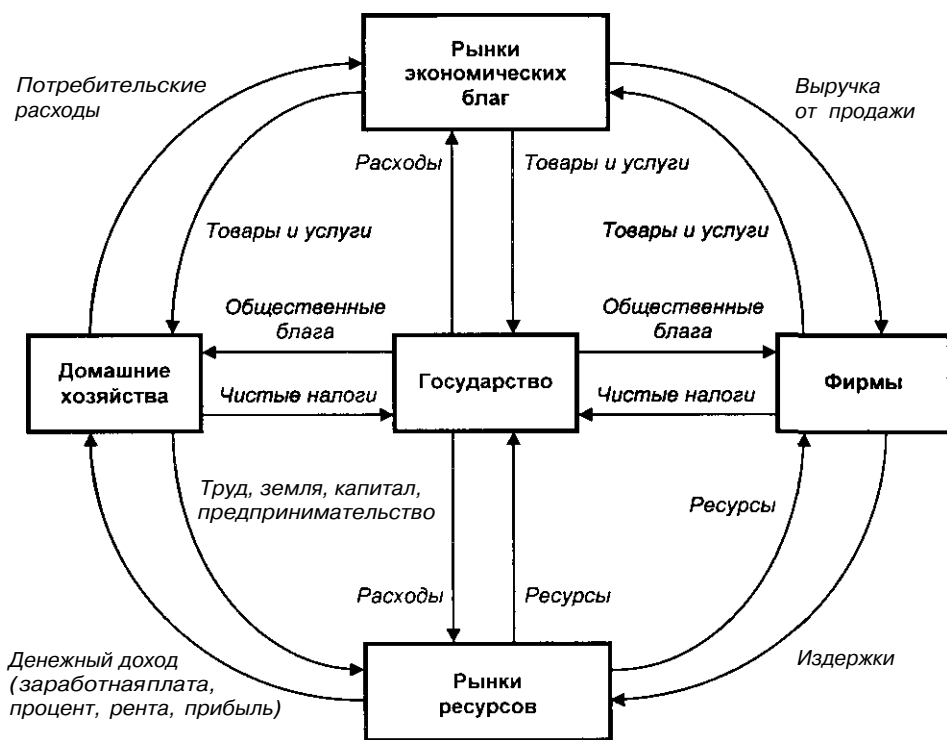 Рынки
экономических
благ
Потребительские
расходы
Выручка
от продажи
Расходы
Товары и услуги
Товары и услуги
Товары и услуги
Общественные
блага
Общественные
блага
Домашние
хозяйства
Государство
Фирмы
Чистые налоги
Чистые налоги
Труд, земля, капитал,
предпринимательство
Ресурсы
Расходы
Ресурсы
Денежный доход
(заработнаяплата,
процент, рента, прибыль)
Издержки
Рынки
ресурсов